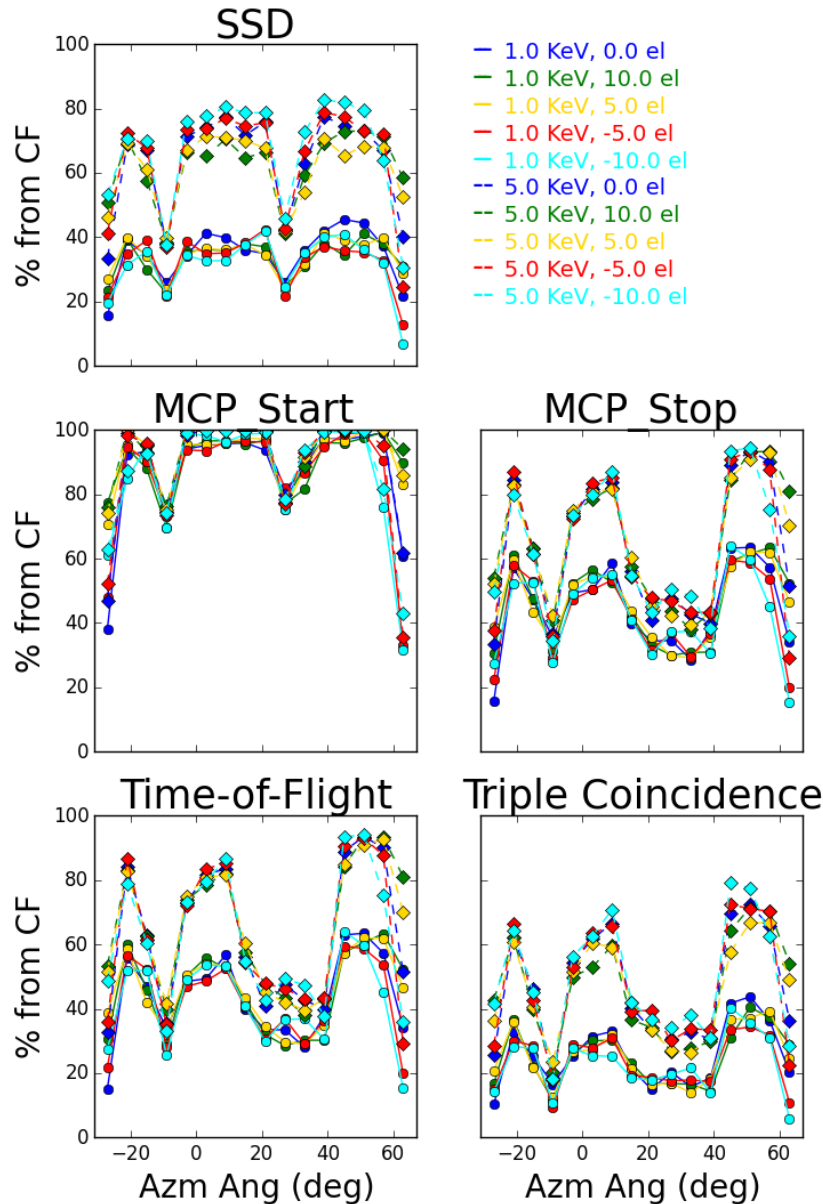 SSD
100
80
60
40
20
0
% from CF
1.0 KeV, 0.0 el
1.0 KeV, 10.0 el
1.0 KeV, 5.0 el
1.0 KeV, -5.0 el
1.0 KeV, -10.0 el
5.0 KeV, 0.0 el
5.0 KeV, 10.0 el
5.0 KeV, 5.0 el
5.0 KeV, -5.0 el
5.0 KeV, -10.0 el
MCP_Start
100
80
60
40
20
0
% from CF
MCP_Stop
Time-of-Flight
100
80
60
40
20
0
% from CF
−20 0 20 40 60
Azm Ang (deg)
Triple Coincidence
−20 0 20 40 60
Azm Ang (deg)